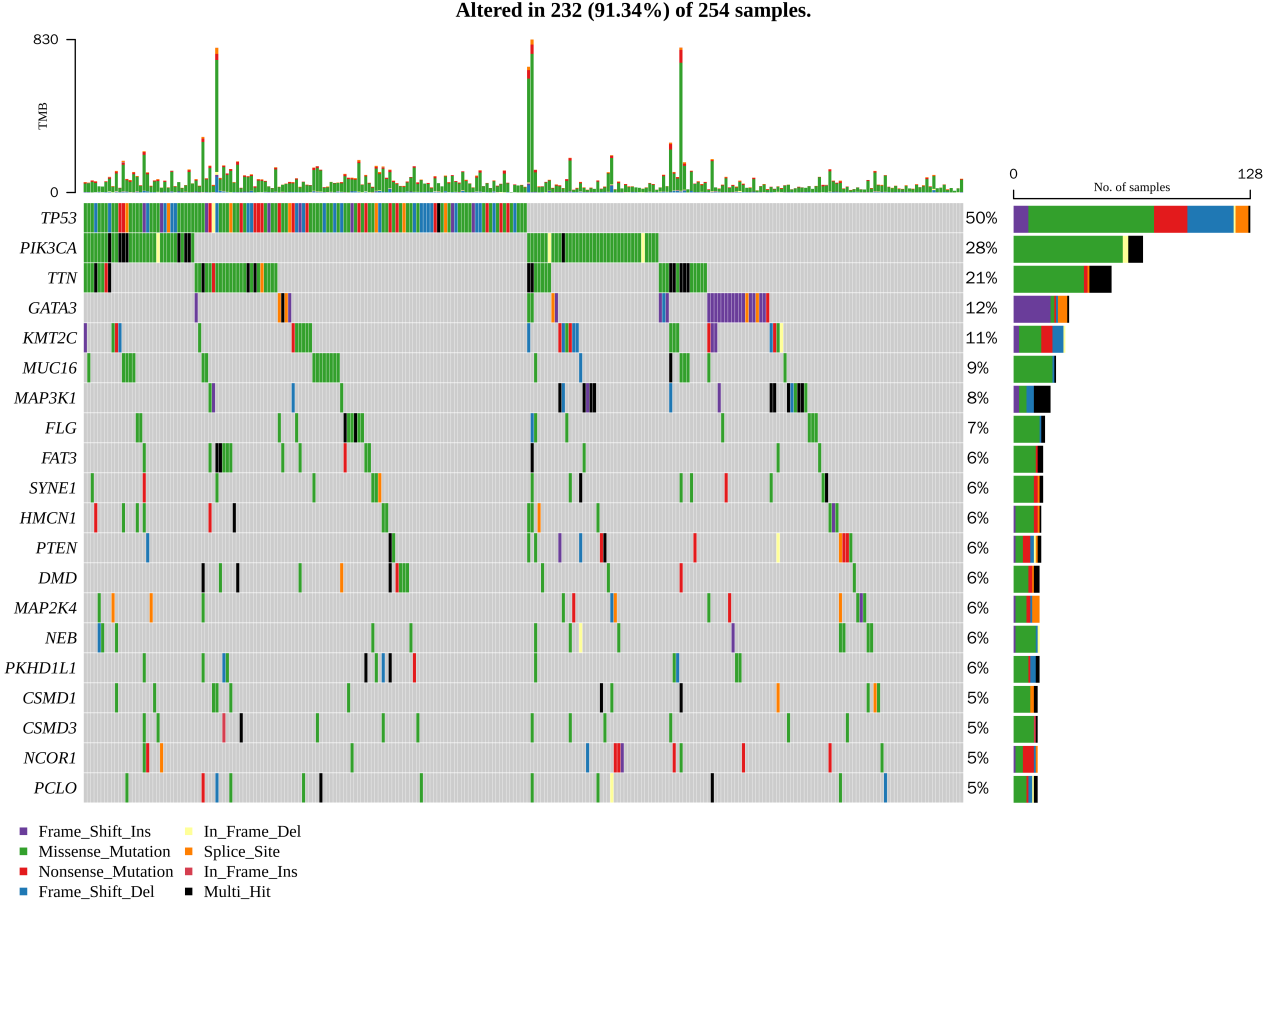 Altered in 232 (91.34%) of 254 samples.
830
TMB
0
0 128
No. of samples
TP53 50%
PIK3CA 28%
TTN 21%
GATA3 12%
KMT2C 11%
MUC16 9%
MAP3K1 8%
FLG 7%
FAT3 6%
SYNE1 6%
HMCN1 6%
PTEN 6%
DMD 6%
MAP2K4 6%
NEB 6%
PKHD1L1 6%
CSMD1 5%
CSMD3 5%
NCOR1 5%
PCLO 5%
Frame_Shift_Ins In_Frame_Del
Missense_Mutation Splice_Site
Nonsense_Mutation In_Frame_Ins
Frame_Shift_Del Multi_Hit